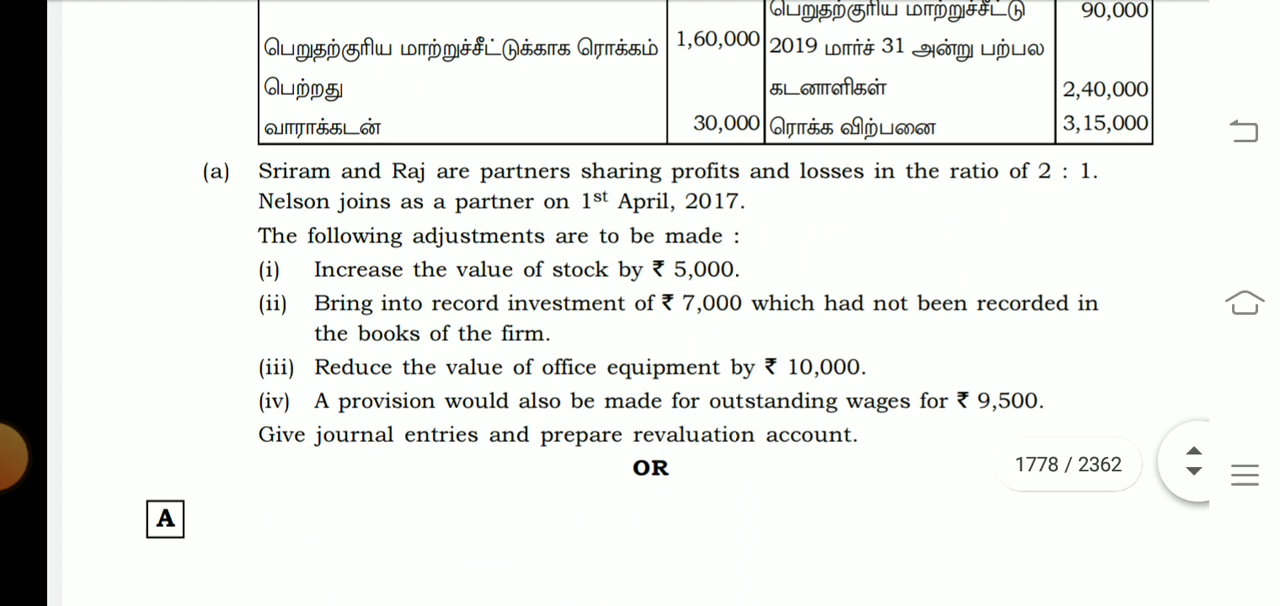 பெறுதற்குரிய மாற்றுச்சீட்டு 90,000
பெறுதற்குரிய மாற்றுச்சீட்டுக்காக ரொக்கம் 1,60,000 2019 மார்ச் 31 அன்று பற்பல
பெற்றது கடனாளிகள் 2,40,000
வாராக்கடன் 30,000 ரொக்க விற்பனை 3,15,000
(a) Sriram and Raj are partners sharing profits and losses in the ratio of 2 : 1.
Nelson joins as a partner on 1st April, 2017.
The following adjustments are to be made :
(i) Increase the value of stock by ₹ 5,000.
(ii) Bring into record investment of ₹ 7,000 which had not been recorded in
the books of the firm.
(iii) Reduce the value of office equipment by ₹ 10,000.
(iv) A provision would also be made for outstanding wages for ₹ 9,500.
Give journal entries and prepare revaluation account.
OR
1778 / 2362
A